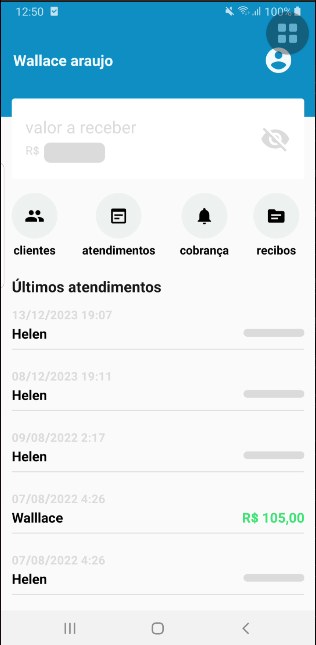 12:50
100%
Wallace araujo
valor a receber
R$
clientes
atendimentos
cobrança
recibos
Últimos atendimentos
13/12/2023 19:07
Helen
08/12/2023 19:11
Helen
09/08/2022 2:17
Helen
07/08/2022 4:26
Walllace
R$ 105,00
07/08/2022 4:26
Helen